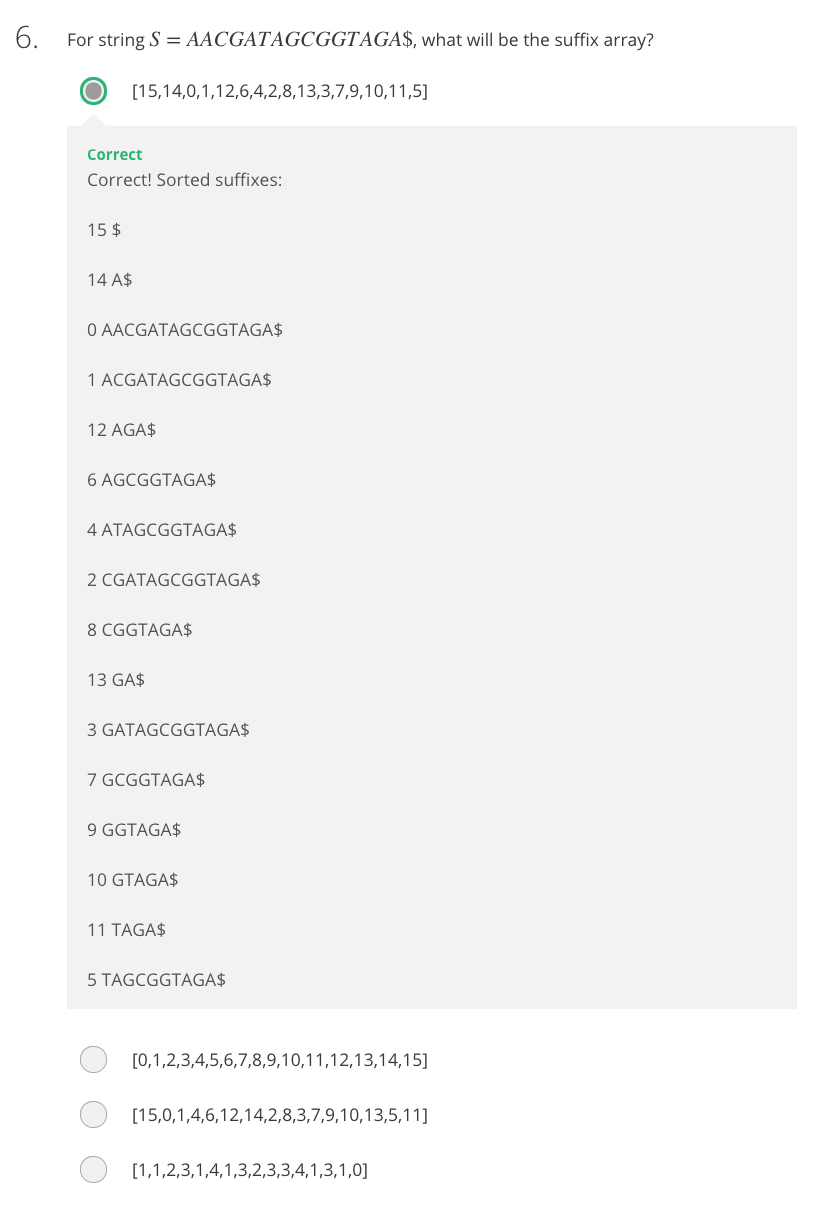 6. For string S = AACGATAGCGGTAGA$, what will be the suffix array?
[15,14,0,1,12,6,4,2,8,13,3,7,9,10,11,5]
Correct
Correct! Sorted suffixes:
15 $
14 A$
0 AACGATAGCGGTAGA$
1 ACGATAGCGGTAGA$
12 AGA$
6 AGCGGTAGA$
4 ATAGCGGTAGA$
2 CGATAGCGGTAGA$
8 CGGTAGA$
13 GA$
3 GATAGCGGTAGA$
7 GCGGTAGA$
9 GGTAGA$
10 GTAGA$
11 TAGA$
5 TAGCGGTAGA$
[0,1,2,3,4,5,6,7,8,9,10,11,12,13,14,15]
[15,0,1,4,6,12,14,2,8,3,7,9,10,13,5,11]
[1,1,2,3,1,4,1,3,2,3,3,4,1,3,1,0]